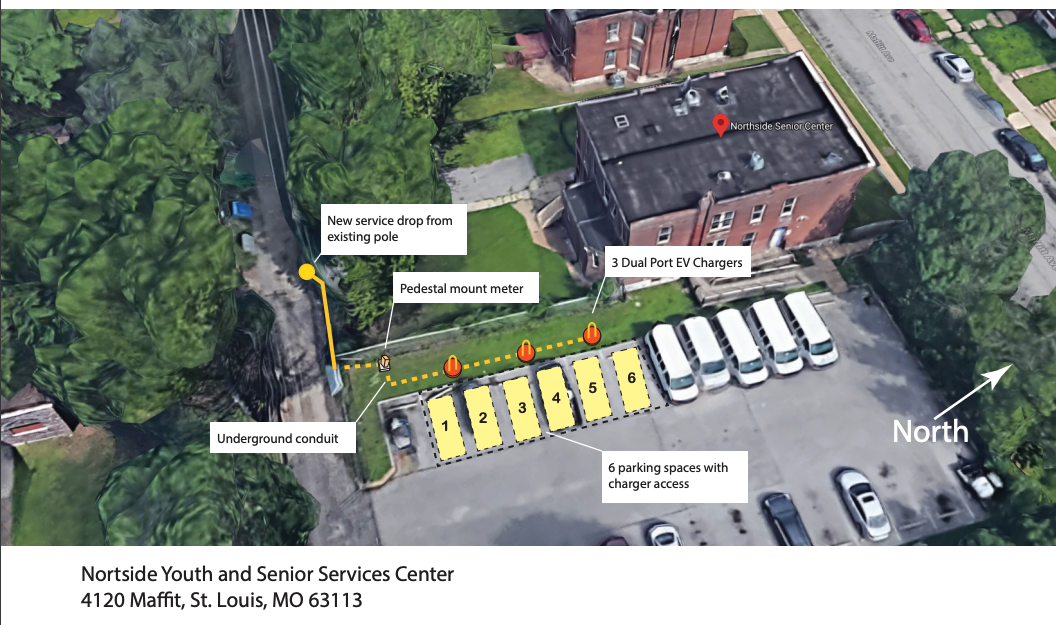 Maffit Ave
Northside Senior Center
New service drop from
existing pole
3 Dual Port EV Chargers
Pedestal mount meter
1
2
3
4
5
6
North
Underground conduit
6 parking spaces with
charger access
Nortside Youth and Senior Services Center
4120 Maffit, St. Louis, MO 63113